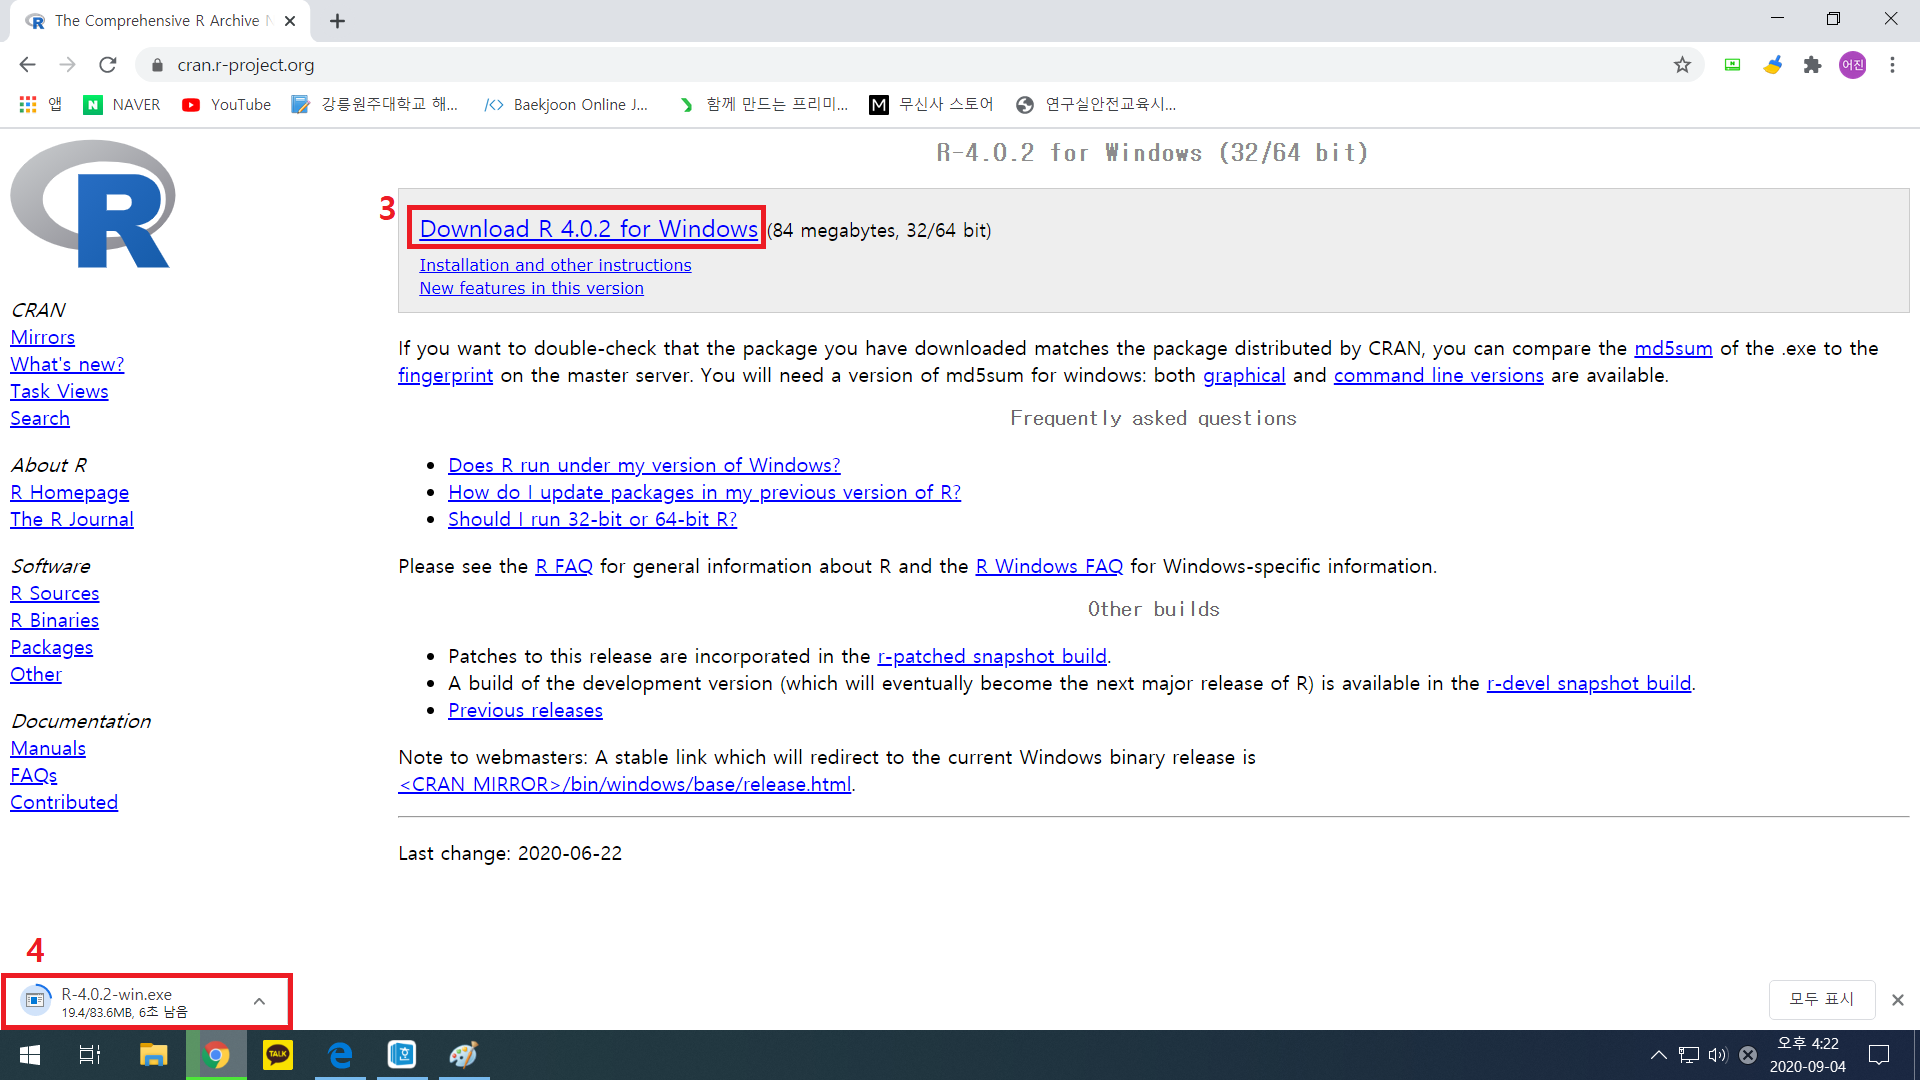 The Comprehensive R Archive N
cran.r-project.org
어진
앱
NAVER
YouTube
강릉원주대학교 해...
Baekjoon Online J...
함께 만드는 프리미...
무신사 스토어
연구실안전교육시...
R
CRAN
Mirrors
What's new?
Task Views
Search
About R
R Homepage
The R Journal
Software
R Sources
R Binaries
Packages
Other
Documentation
Manuals
FAQs
Contributed
R-4.0.2 for Windows (32/64 bit)
3
Download R 4.0.2 for Windows (84 megabytes, 32/64 bit)
Installation and other instructions
New features in this version
If you want to double-check that the package you have downloaded matches the package distributed by CRAN, you can compare the md5sum of the .exe to the
fingerprint on the master server. You will need a version of md5sum for windows: both graphical and command line versions are available.
Frequently asked questions
Does R run under my version of Windows?
How do I update packages in my previous version of R?
Should I run 32-bit or 64-bit R?
Please see the R FAQ for general information about R and the R Windows FAQ for Windows-specific information.
Other builds
Patches to this release are incorporated in the r-patched snapshot build.
A build of the development version (which will eventually become the next major release of R) is available in the r-devel snapshot build.
Previous releases
Note to webmasters: A stable link which will redirect to the current Windows binary release is
<CRAN MIRROR>/bin/windows/base/release.html.
Last change: 2020-06-22
4
R-4.0.2-win.exe
19.4/83.6MB, 6초 남음
모두 표시
TALK
오후 4:22
2020-09-04